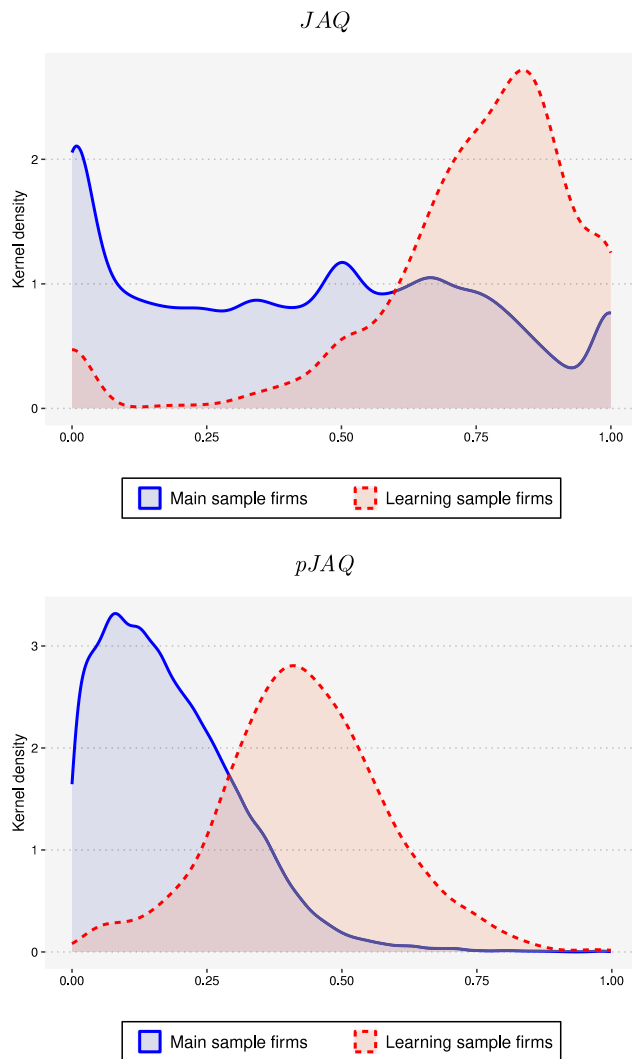 JAQ
Kernel density
2
1
0
0.00 0.25 0.50 0.75 1.00
Main sample firms Learning sample firms
pJAQ
Kernel density
3
2
1
0
0.00 0.25 0.50 0.75 1.00
Main sample firms Learning sample firms